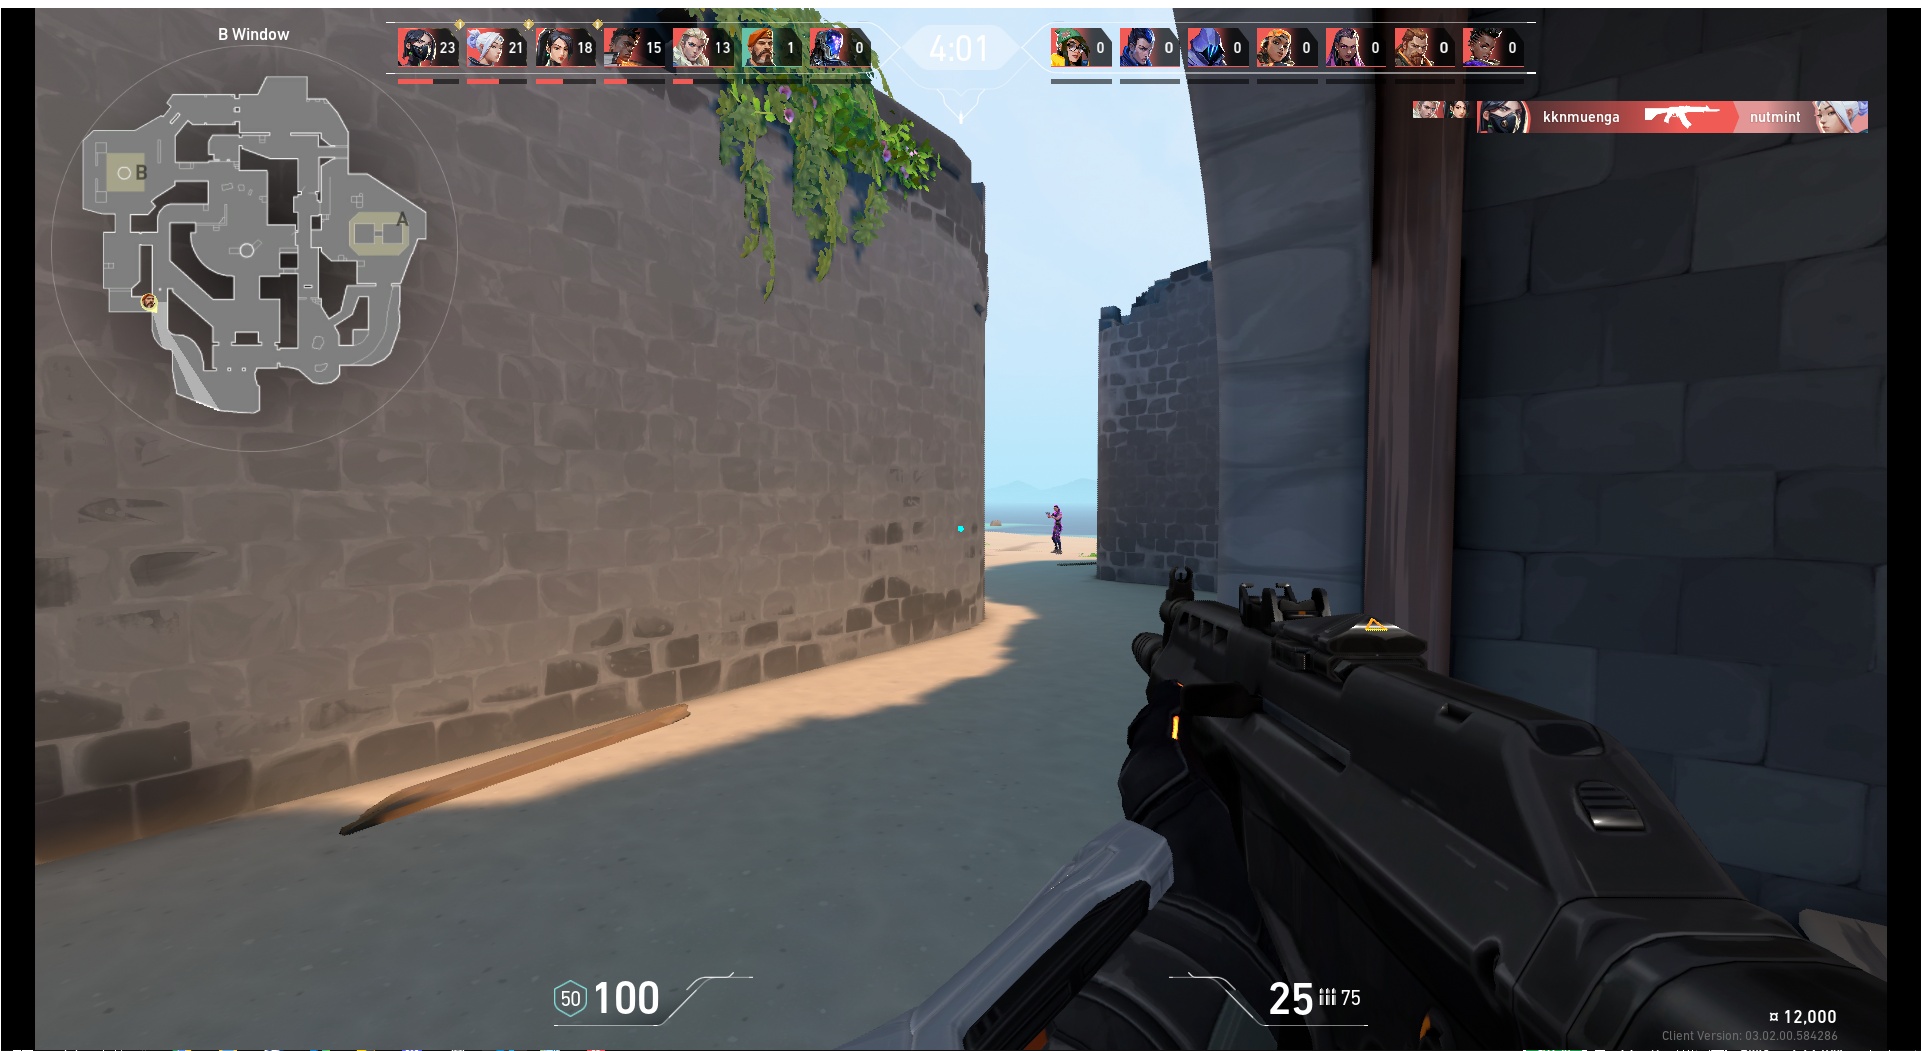 B Window
23 21 18 15 13 1 0
4:01
0 0 0 0 0 0 0
kknmuenga nutmint
B
A
50 100
25 75
¤ 12,000
Client Version: 03.02.00.584286